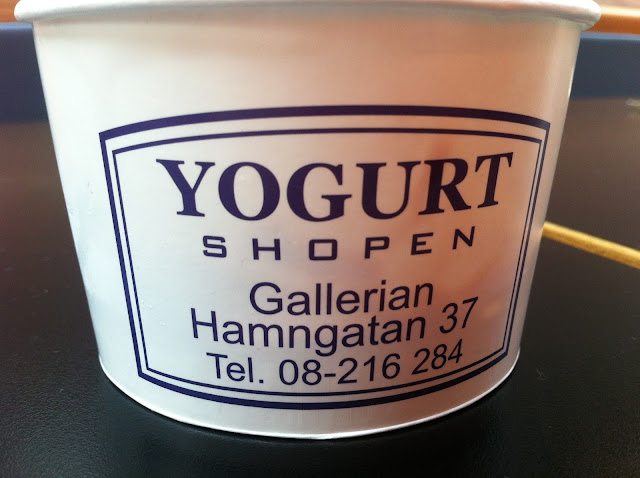 YOGURT
SHOPEN
Gallerian
Hamngatan 37
Tel. 08-216 284